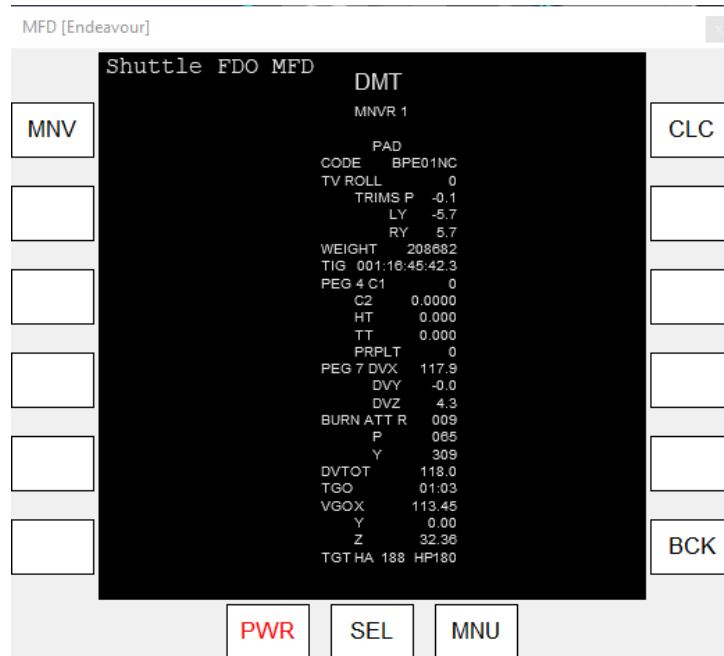 MFD [Endeavour]
x
Shuttle FDO MFD
DMT
MNVR 1
MNV
CLC
PAD
CODE BPE01NC
TV ROLL 0
TRIMS P -0.1
LY -5.7
RY 5.7
WEIGHT 208682
TIG 001:16:45:42.3
PEG 4 C1 0
C2 0.0000
HT 0.000
TT 0.000
PRPLT 0
PEG 7 DVX 117.9
DVY -0.0
DVZ 4.3
BURN ATT R 009
P 065
Y 309
DVTOT 118.0
TGO 01:03
VGOX 113.45
Y 0.00
Z 32.36
TGT HA 188 HP180
BCK
PWR
SEL
MNU